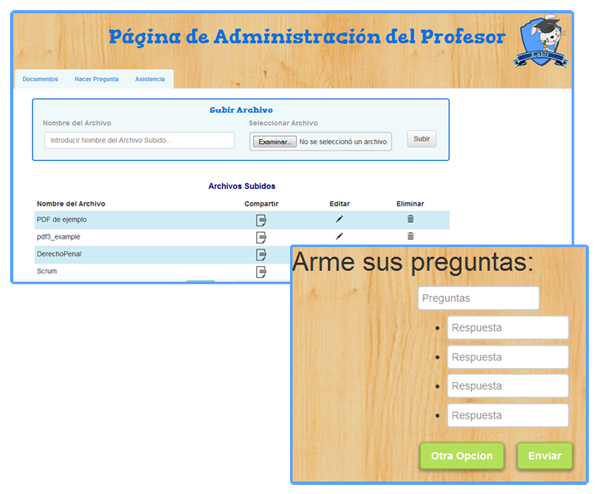 Página de Administración del Profesor
Documentos Hacer Pregunta Asistencia
Subir Archivo
Nombre del Archivo Seleccionar Archivo
Introducir Nombre del Archivo Subido... Examinar... No se seleccionó un archivo. Subir
Archivos Subidos
Nombre del Archivo Compartir Editar Eliminar
PDF de ejemplo
pdf3_example
DerechoPenal
Scrum
Arme sus preguntas:
Preguntas
Respuesta
Respuesta
Respuesta
Respuesta
Otra Opcion Enviar